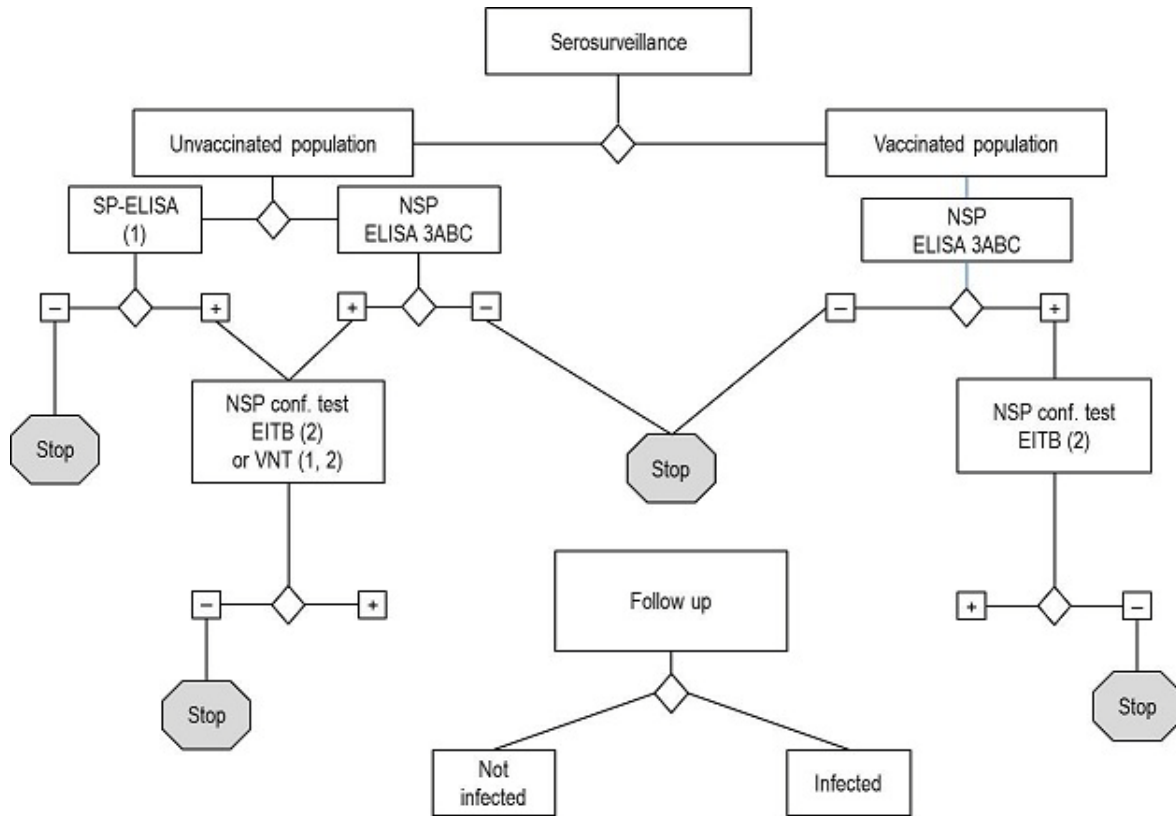 Serosurveillance
Unvaccinated population
Vaccinated population
SP-ELISA
(1)
NSP
ELISA 3ABC
NSP
ELISA 3ABC
−
+
+
−
−
+
NSP conf. test
EITB (2)
or VNT (1, 2)
NSP conf. test
EITB (2)
Stop
Stop
Follow up
−
+
+
−
Stop
Stop
Not
infected
Infected